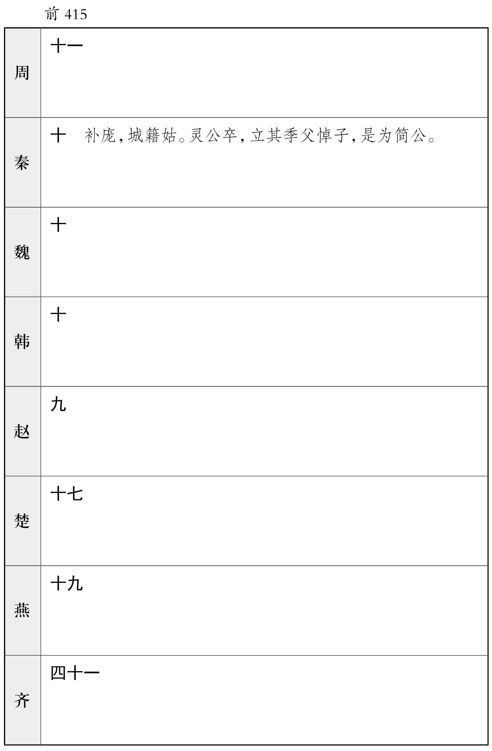 前 415
周 十一
秦 十 补庞，城籍姑。灵公卒，立其季父悼子，是为简公。
魏 十
韩 十
赵 九
楚 十七
燕 十九
齐 四十一